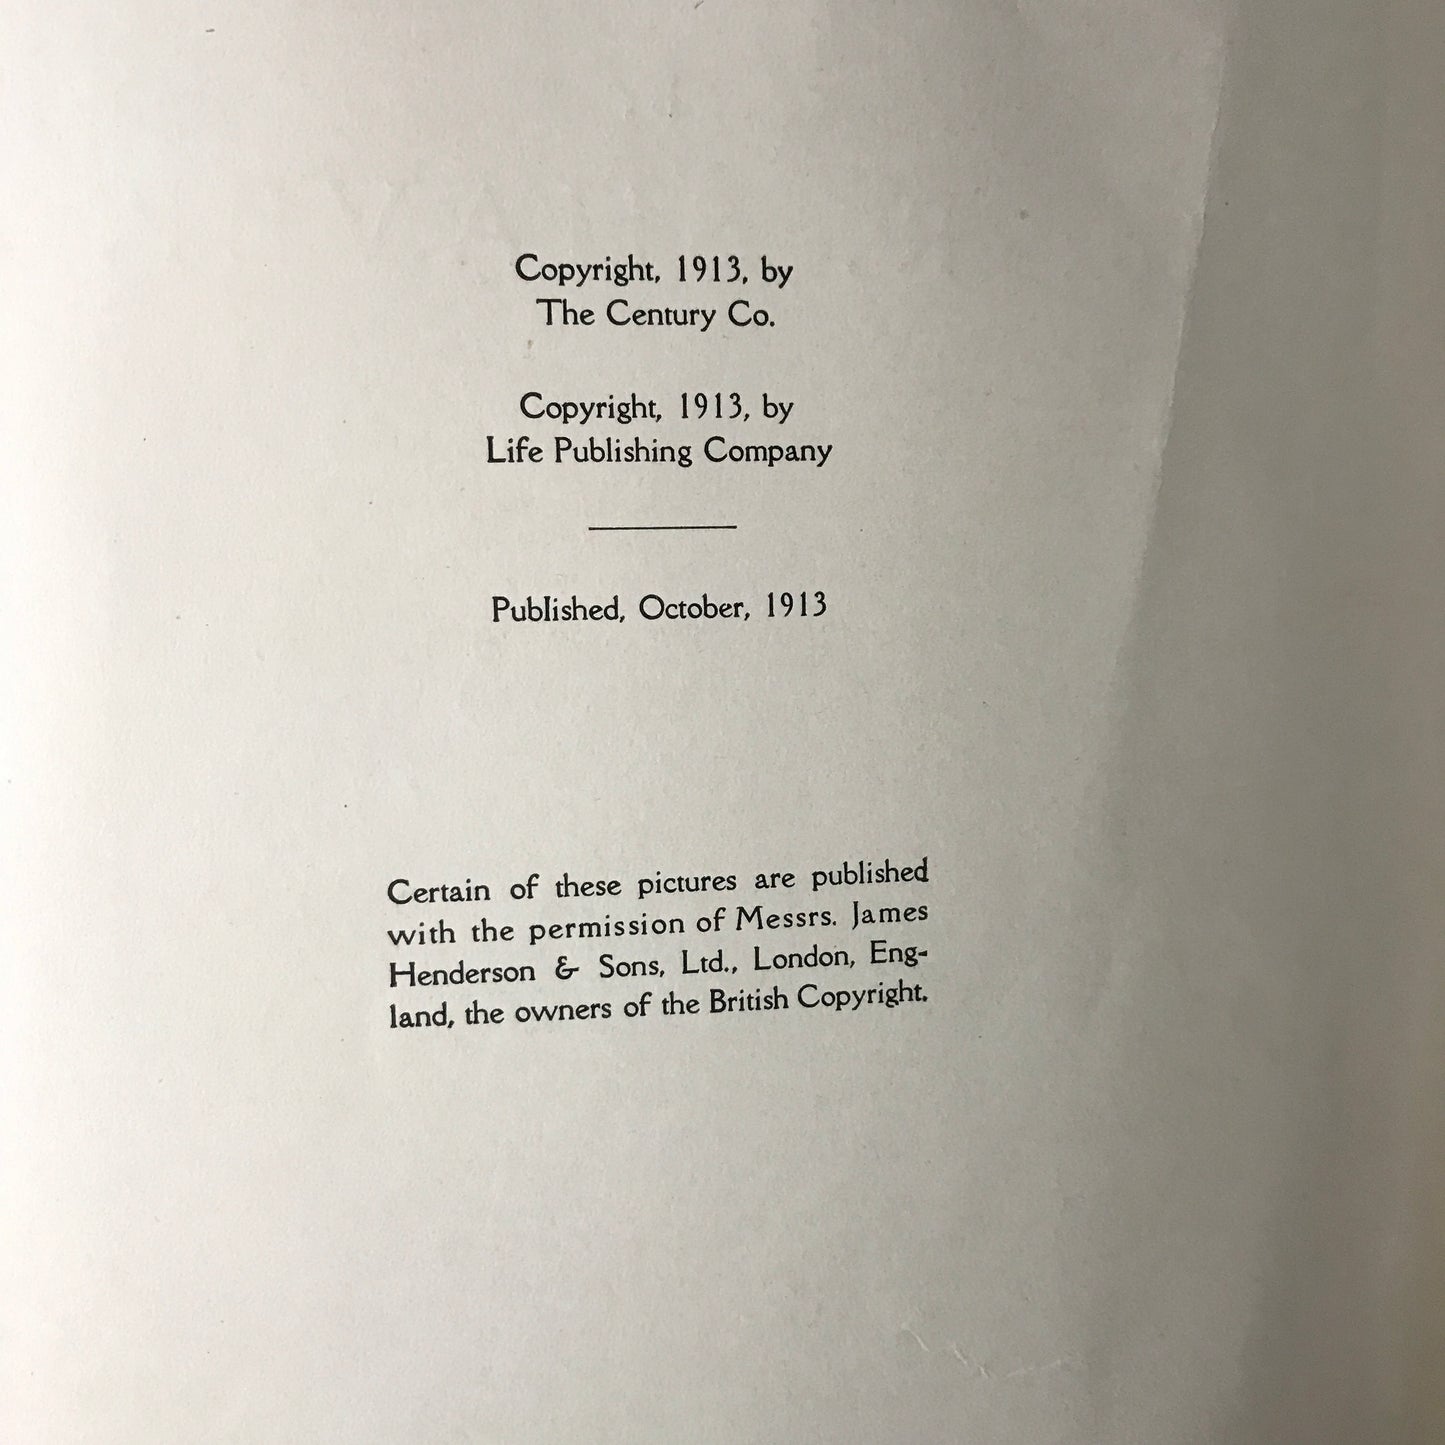 Copyright, 1913, by
The Century Co.
Copyright, 1913, by
Life Publishing Company
Published, October, 1913
Certain of these pictures are published
with the permission of Messrs. James
Henderson & Sons, Ltd., London, Eng-
land, the owners of the British Copyright.